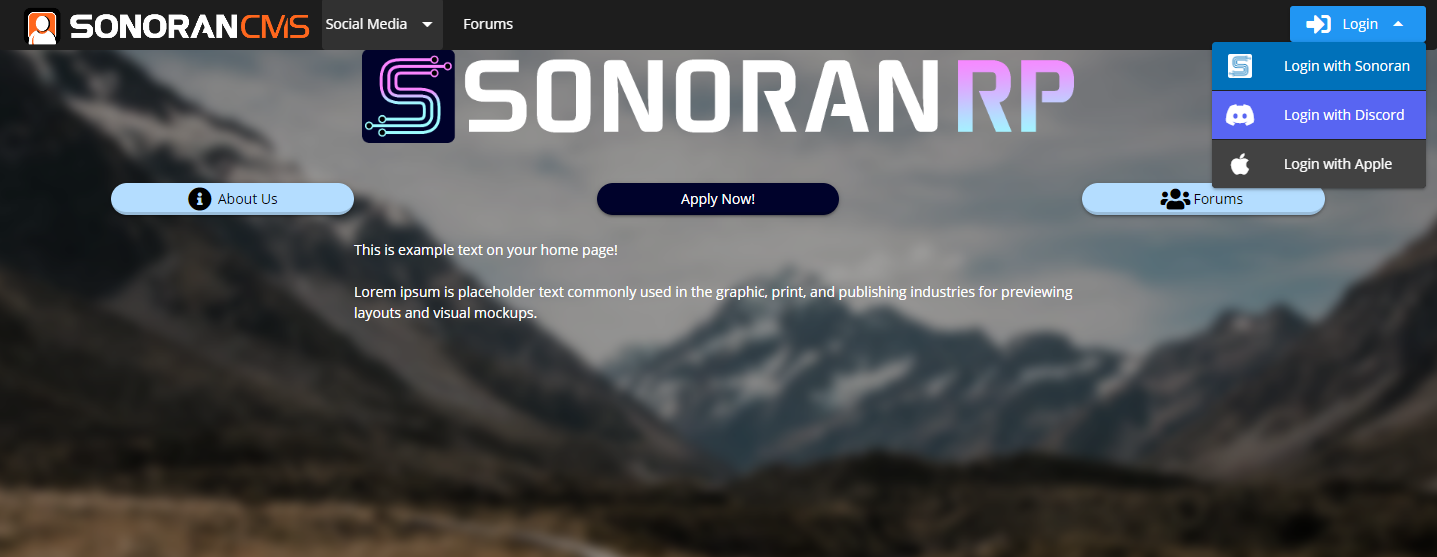 SONORANCMS
Social Media
Forums
Login
Login with Sonoran
Login with Discord
Login with Apple
SONORANRP
About Us
Apply Now!
Forums
This is example text on your home page!
Lorem ipsum is placeholder text commonly used in the graphic, print, and publishing industries for previewing
layouts and visual mockups.